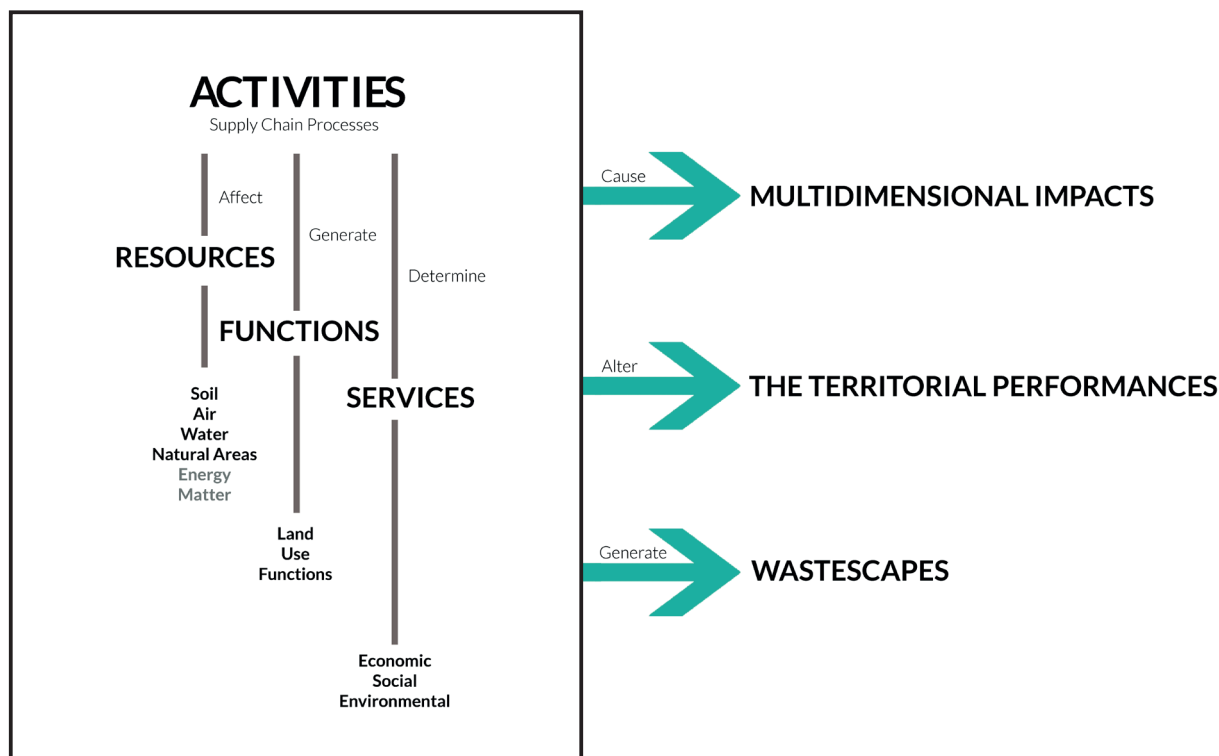 ACTIVITIES
Supply Chain Processes
Affect
RESOURCES
Soil
Air
Water
Natural Areas
Energy
Matter
Generate
FUNCTIONS
Land
Use
Functions
Determine
SERVICES
Economic
Social
Environmental
Cause
MULTIDIMENSIONAL IMPACTS
Alter
THE TERRITORIAL PERFORMANCES
Generate
WASTESCAPES